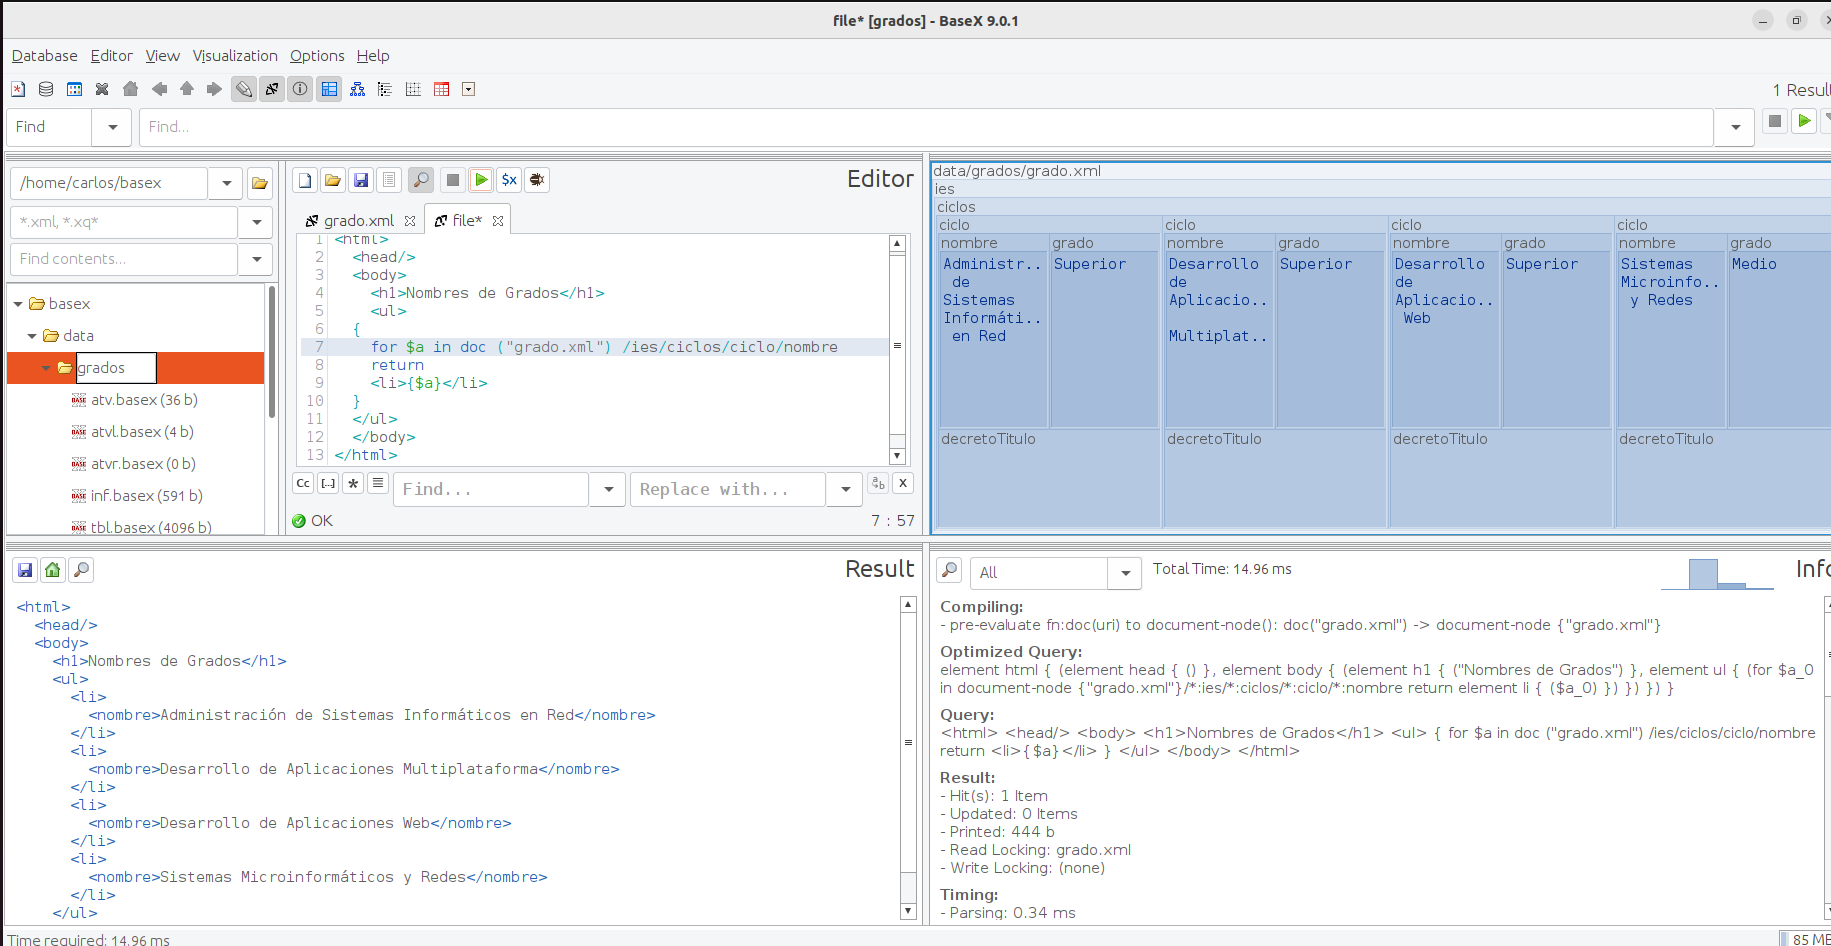 file* [grados] - BaseX 9.0.1
Database Editor View Visualization Options Help
1 Resul
Find
Find...
/home/carlos/basex
*.xml, *.xq*
Find contents...
basex
data
grados
atv.basex (36 b)
atvl.basex (4 b)
atvr.basex (0 b)
inf.basex (591 b)
tbl.basex (4096 b)
$x
Editor
grado.xml
file*
1 <html>
2 <head/>
3 <body>
4 <h1>Nombres de Grados</h1>
5 <ul>
6 {
7 for $a in doc ("grado.xml") /ies/ciclos/ciclo/nombre
8 return
9 <li>{$a}</li>
10 }
11 </ul>
12 </body>
13 </html>
Cc [..] * Find... Replace with... a b X
OK
7 : 57
data/grados/grado.xml
ies
ciclos
ciclo ciclo ciclo ciclo
nombre grado nombre grado nombre grado nombre grado
Administr.. Superior Desarrollo Superior Desarrollo Superior Sistemas Medio
de de de Microinfo..
Sistemas Aplicacio.. Aplicacio.. y Redes
Informáti.. Web
en Red Multiplat..
decretoTitulo decretoTitulo decretoTitulo decretoTitulo
Result
<html>
<head/>
<body>
<h1>Nombres de Grados</h1>
<ul>
<li>
<nombre>Administración de Sistemas Informáticos en Red</nombre>
</li>
<li>
<nombre>Desarrollo de Aplicaciones Multiplataforma</nombre>
</li>
<li>
<nombre>Desarrollo de Aplicaciones Web</nombre>
</li>
<li>
<nombre>Sistemas Microinformáticos y Redes</nombre>
</li>
</ul>
All
Total Time: 14.96 ms
Info
Compiling:
- pre-evaluate fn:doc(uri) to document-node(): doc("grado.xml") -> document-node {"grado.xml"}
Optimized Query:
element html { (element head { () }, element body { (element h1 { ("Nombres de Grados") }, element ul { (for $a_0
in document-node {"grado.xml"}/*:ies/*:ciclos/*:ciclo/*:nombre return element li { ($a_0) }) }) }) }
Query:
<html> <head/> <body> <h1>Nombres de Grados</h1> <ul> { for $a in doc ("grado.xml") /ies/ciclos/ciclo/nombre
return <li>{$a}</li> } </ul> </body> </html>
Result:
- Hit(s): 1 Item
- Updated: 0 Items
- Printed: 444 b
- Read Locking: grado.xml
- Write Locking: (none)
Timing:
- Parsing: 0.34 ms
Time required: 14.96 ms
85 MB